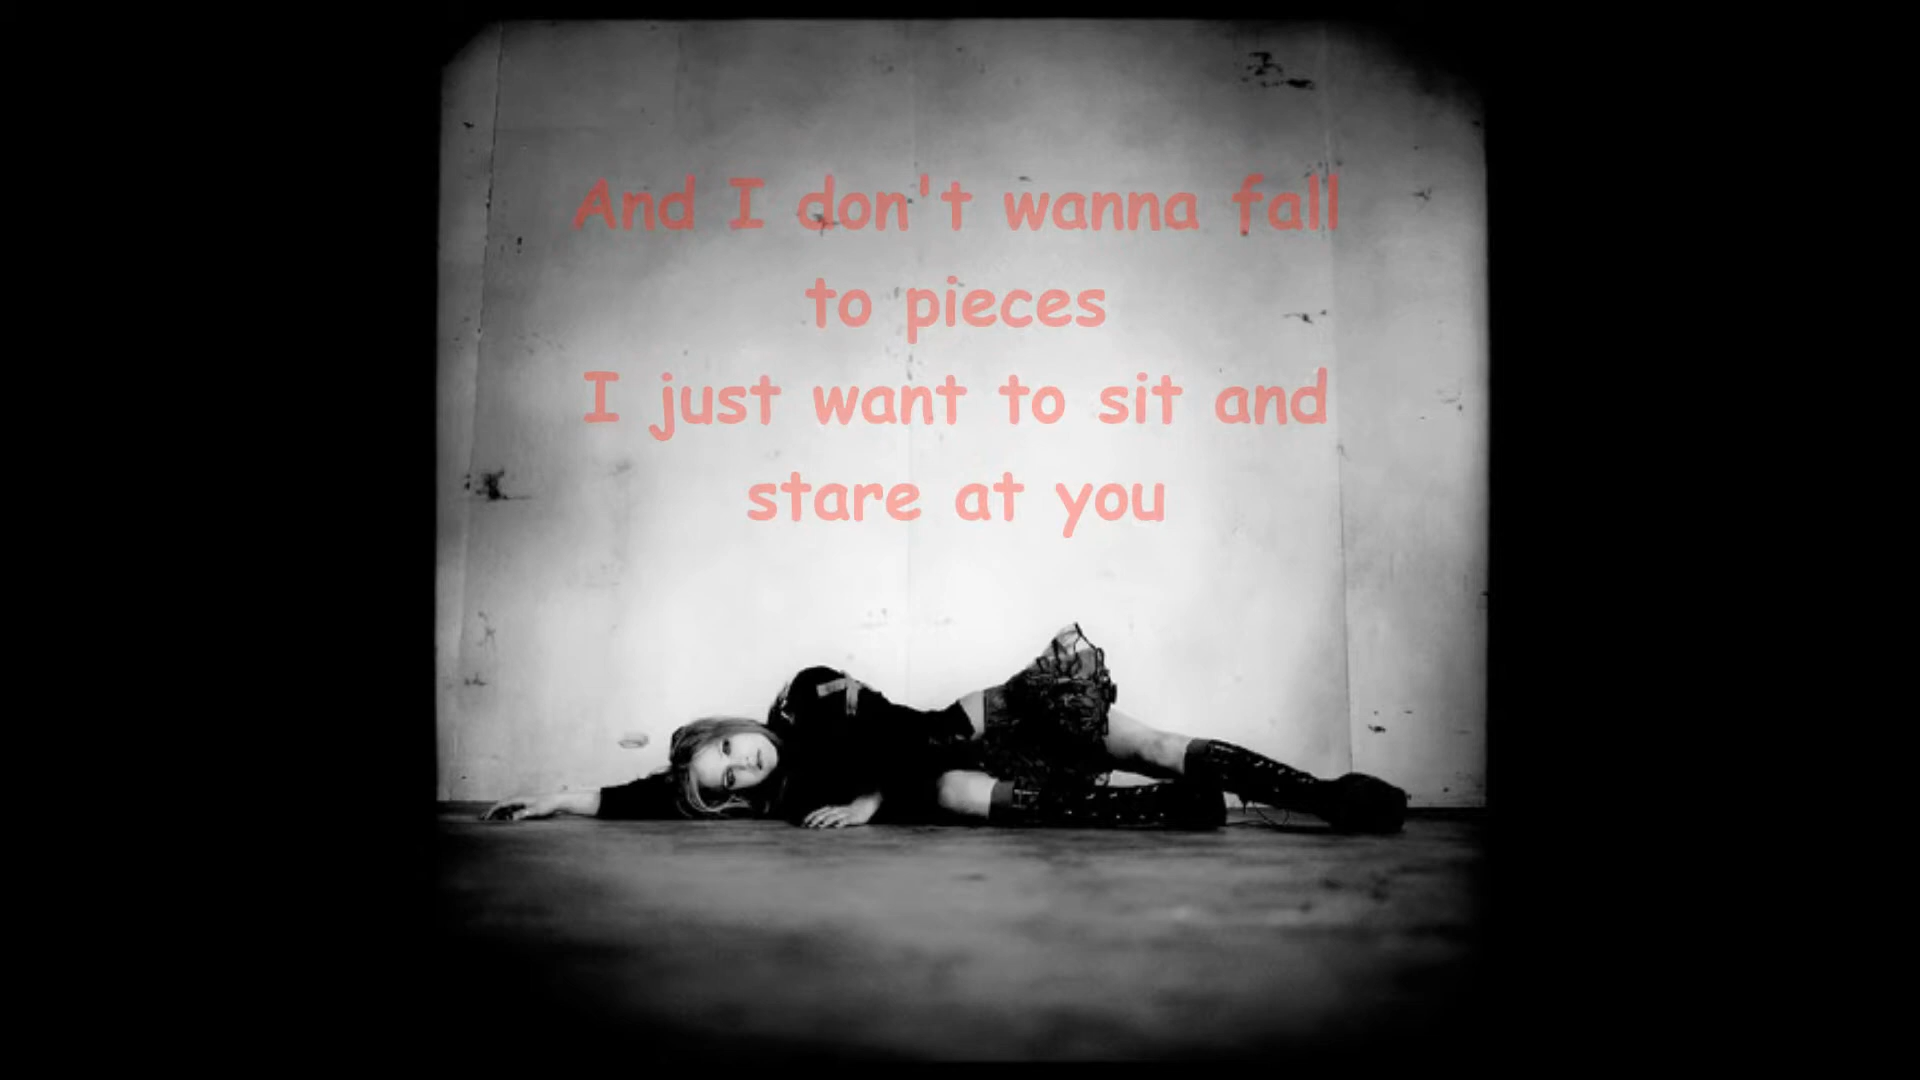 And I don't wanna fall
to pieces
I just want to sit and
stare at you